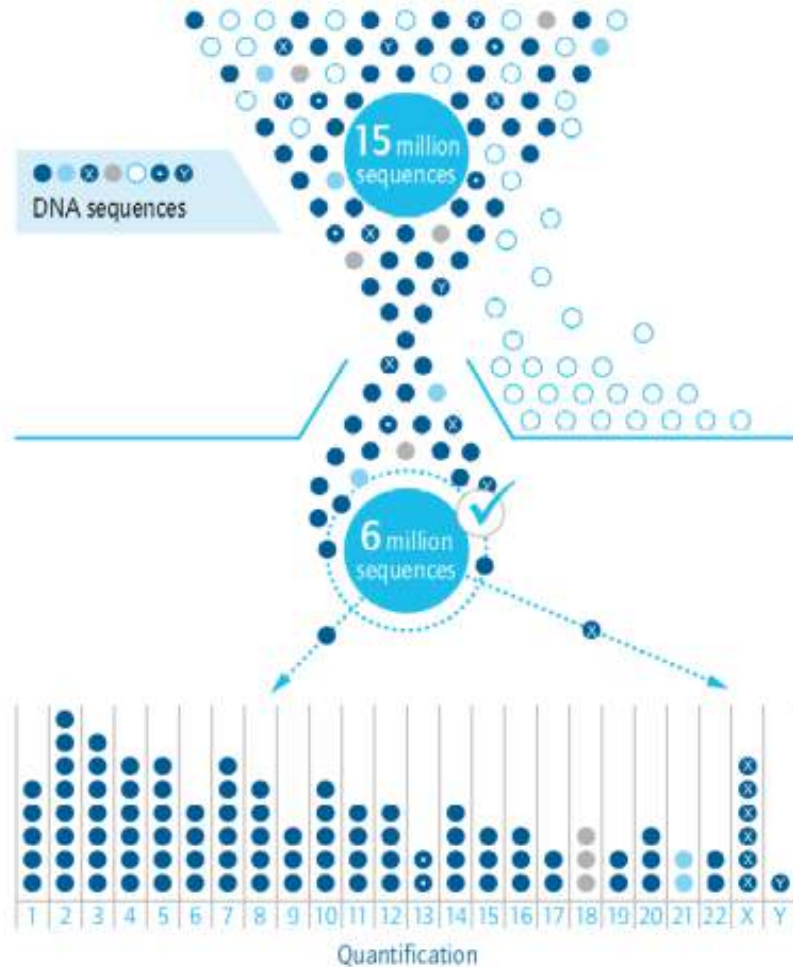 Y
X Y
Y X
15 million
sequences
X Y
DNA sequences
X
Y
X
X
Y
6 million
sequences
X
X
X
X
X
X
X
X Y
1 2 3 4 5 6 7 8 9 10 11 12 13 14 15 16 17 18 19 20 21 22 X Y
Quantification